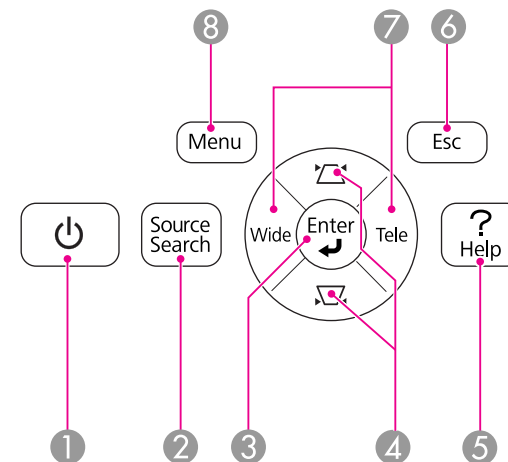 8 7 6
Menu
Esc
Source
Search
Wide
Enter
Tele
?
Help
1 2 3 4 5